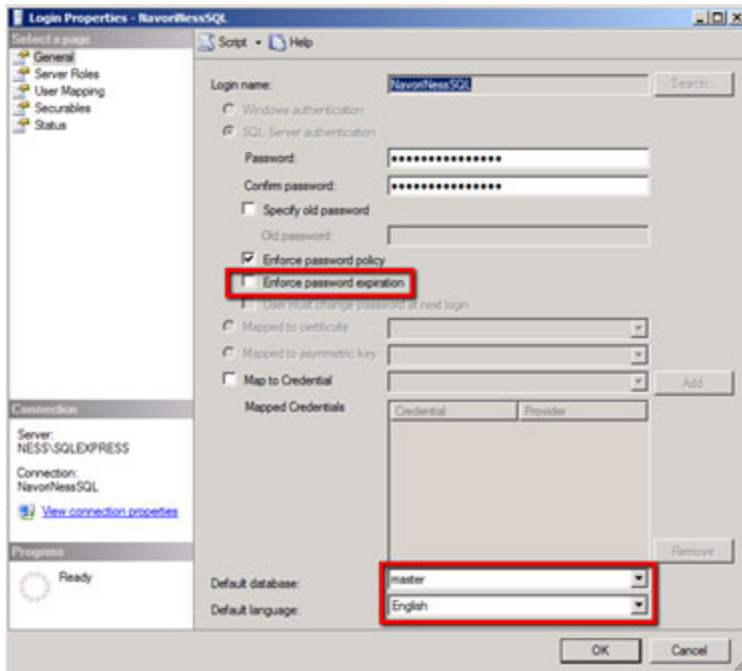 Login Properties - NavoriNessSQL
Select a page
General
Server Roles
User Mapping
Securables
Status
Script
Help
Login name:
NavoriNessSQL
Search...
Windows authentication
SQL Server authentication
Password:
•••••••••••••••
Confirm password:
•••••••••••••••
Specify old password
Old password:
Enforce password policy
Enforce password expiration
User must change password at next login
Mapped to certificate
Mapped to asymmetric key
Map to Credential
Add
Mapped Credentials
Credential
Provider
Remove
Default database:
master
Default language:
English
Connection
Server:
NESS\SQLEXPRESS
Connection:
NavoriNessSQL
View connection properties
Progress
Ready
OK
Cancel